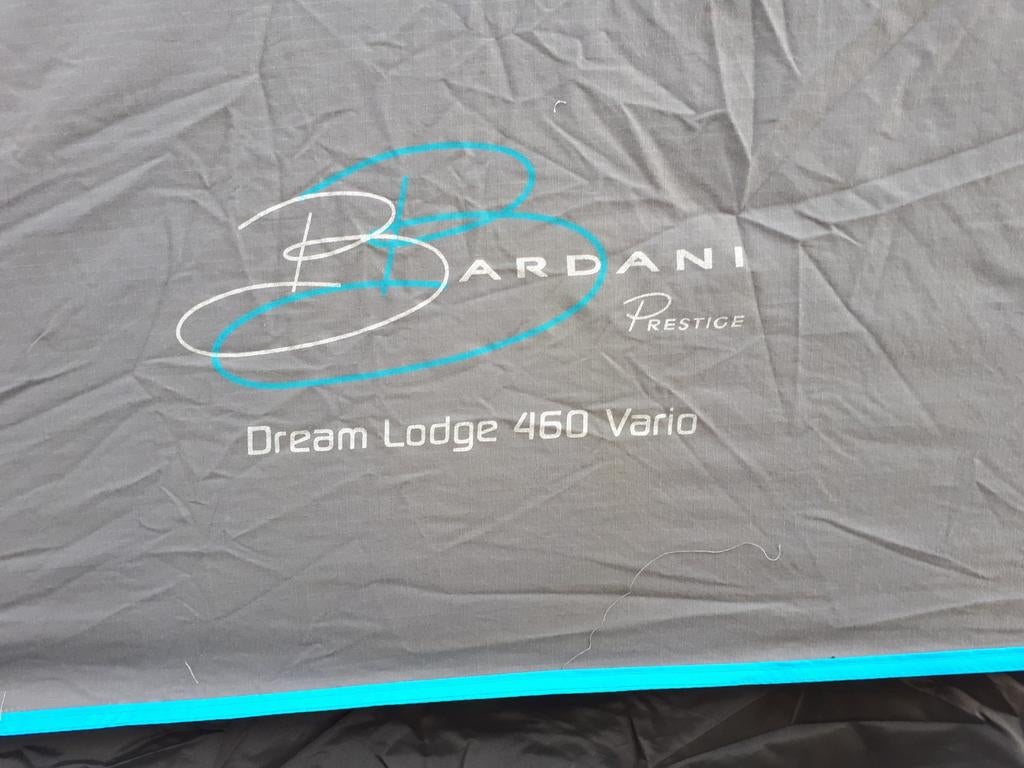 BARDANI
PRESTIGE
Dream Lodge 460 Vario